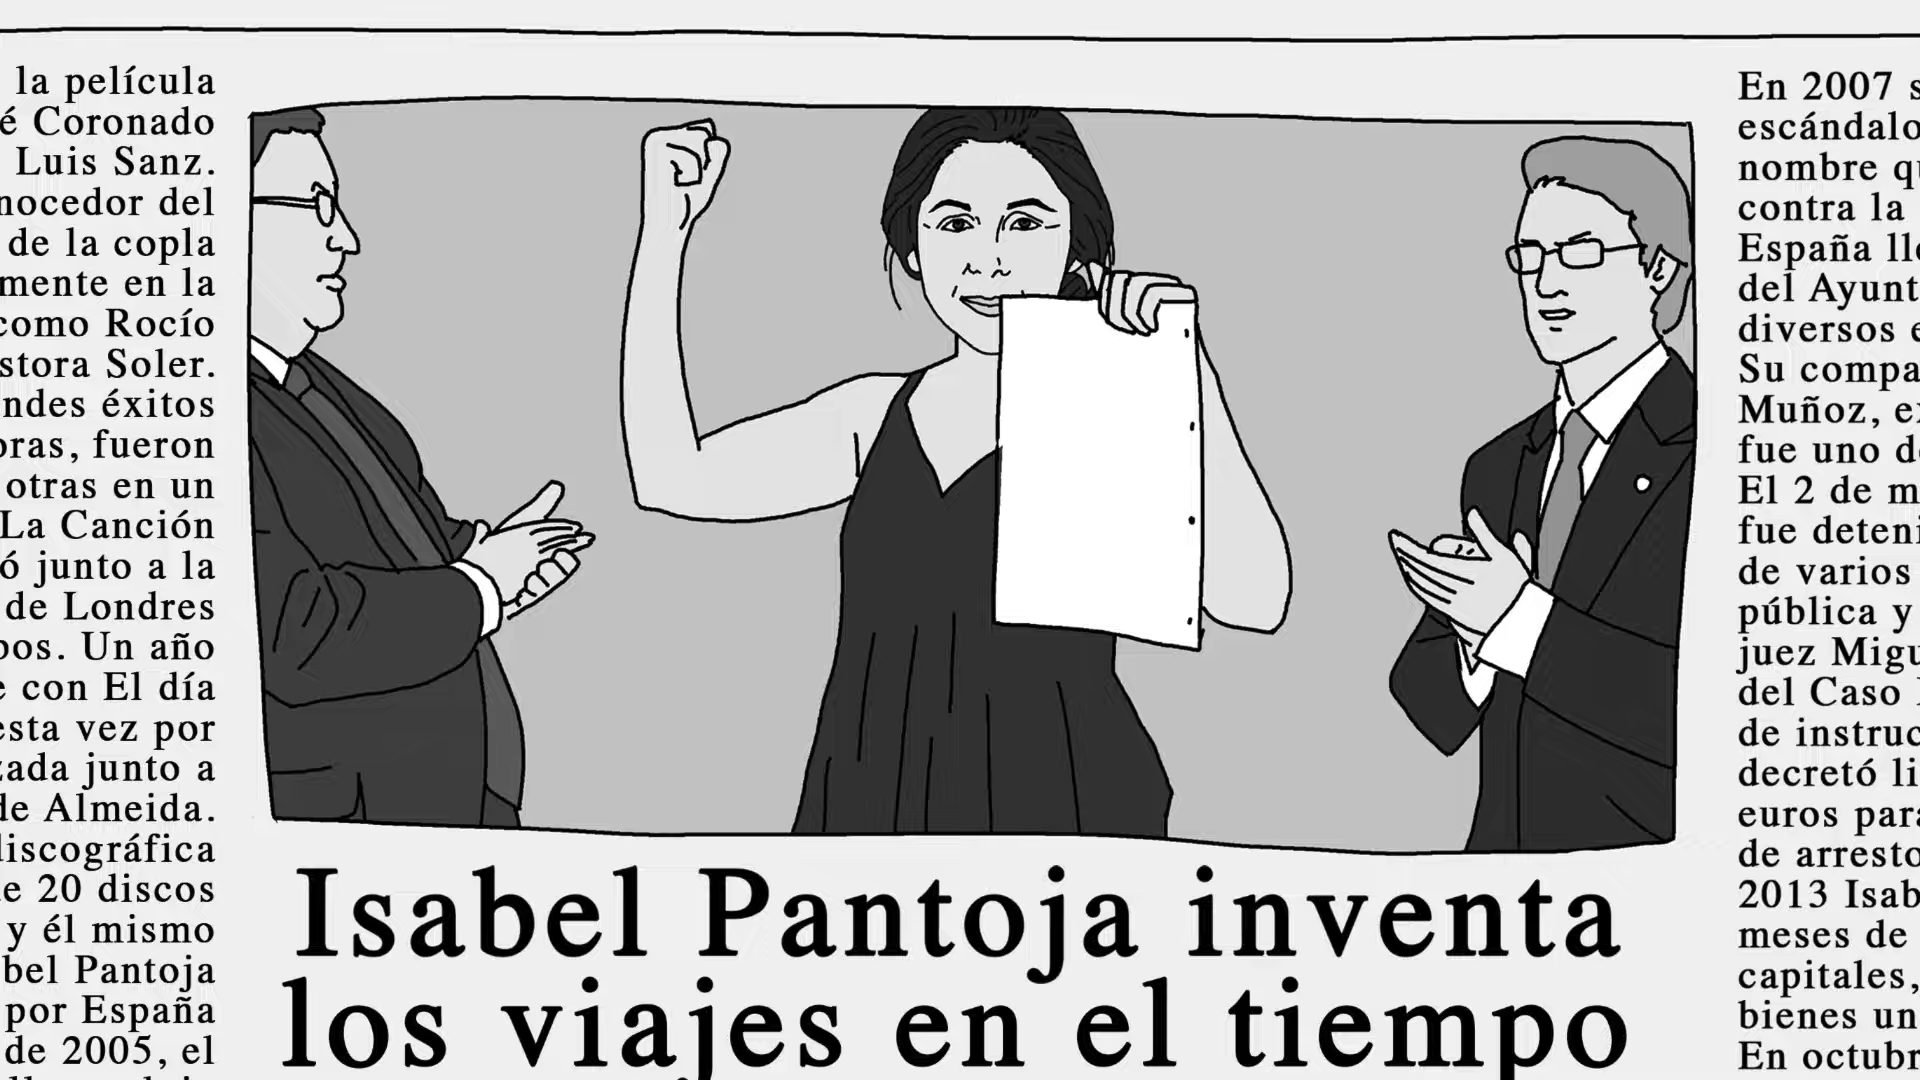 la película
é Coronado
Luis Sanz.
nocedor del
de la copla
mente en la
como Rocío
stora Soler.
ndes éxitos
oras, fueron
otras en un
La Canción
ó junto a la
de Londres
pos. Un año
e con El día
esta vez por
zada junto a
de Almeida.
discográfica
de 20 discos
y él mismo
bel Pantoja
por España
de 2005, el
Isabel Pantoja inventa
los viajes en el tiempo
En 2007 s
escándalo
nombre qu
contra la
España lle
del Ayunt
diversos e
Su compa
Muñoz, ex
fue uno de
El 2 de m
fue deteni
de varios
pública y
juez Migu
del Caso
de instruc
decretó li
euros para
de arresto
2013 Isab
meses de
capitales,
bienes un
En octubr